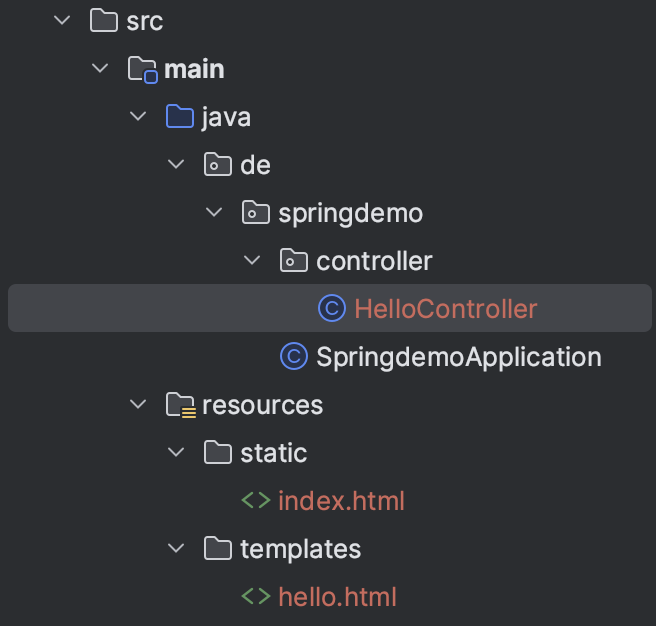 src
main
java
de
springdemo
controller
HelloController
SpringdemoApplication
resources
static
index.html
templates
hello.html